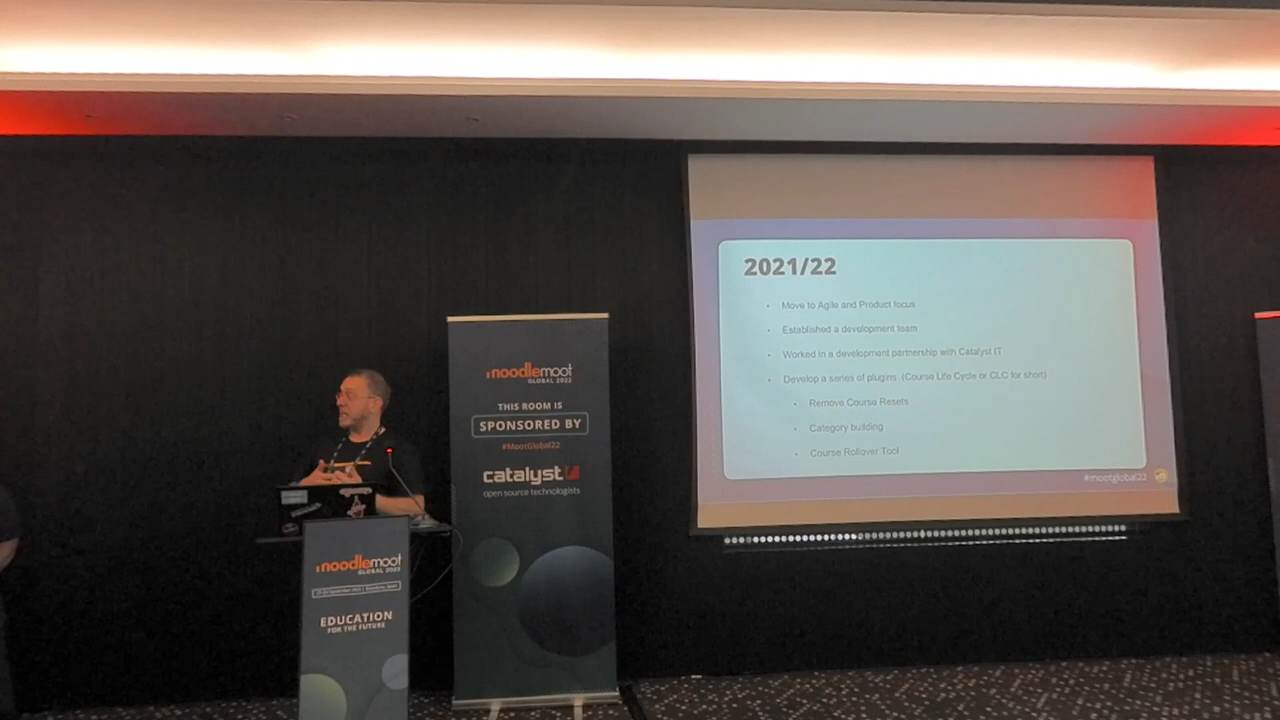 noodlemoot
GLOBAL 2022
THIS ROOM IS
SPONSORED BY
#MootGlobal22
catalyst
open source technologists
noodlemoot
GLOBAL 2022
EDUCATION
FOR THE FUTURE
2021/22
• Move to Agile and Product focus
• Established a development team
• Worked in a development partnership with Catalyst IT
• Develop a series of plugins. (Course Life Cycle or CLC for short)
• Remove Course Resets
• Category building
• Course Rollover Tool
#mootglobal22